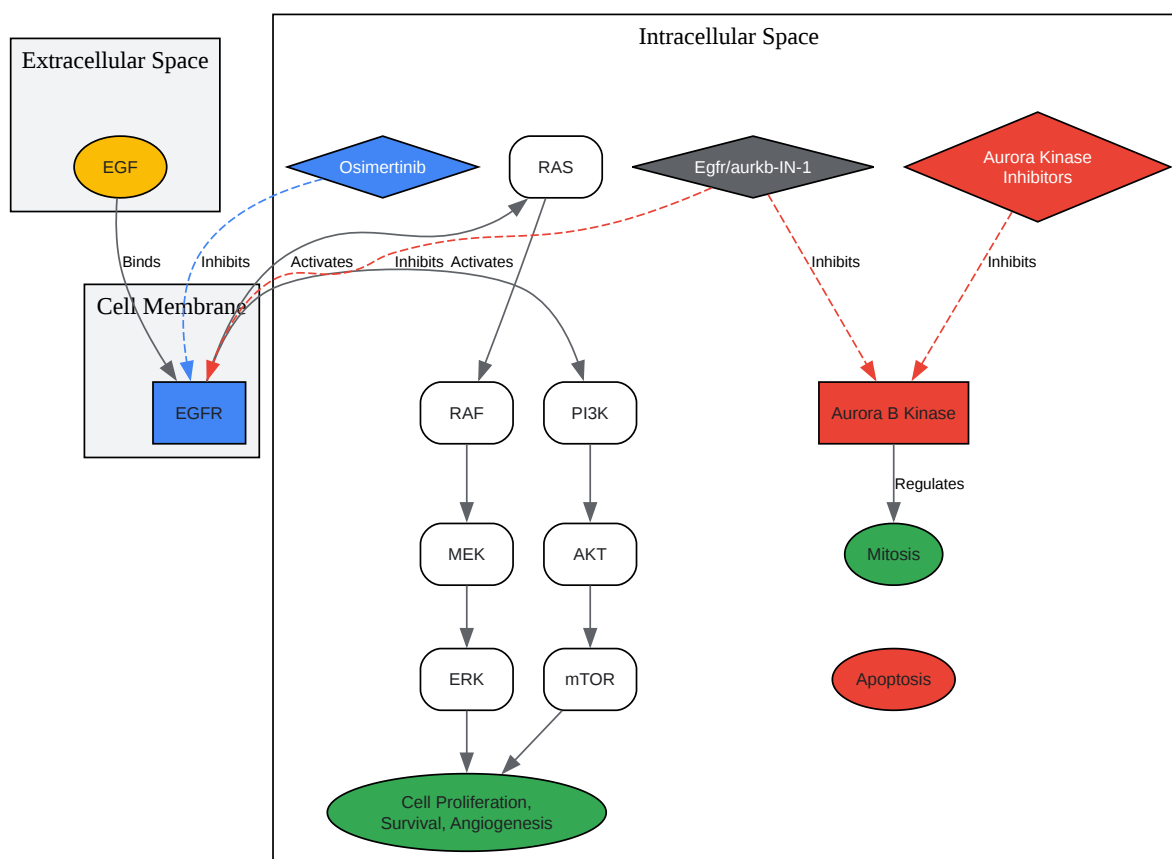 Intracellular Space
Extracellular Space
EGF
Osimertinib
RAS
Egfr/aurkb-IN-1
Aurora Kinase
Inhibitors
Binds
Inhibits
Activates
Inhibits
Activates
Inhibits
Inhibits
Cell Membrane
EGFR
RAF
PI3K
Aurora B Kinase
Regulates
MEK
AKT
Mitosis
ERK
mTOR
Apoptosis
Cell Proliferation,
Survival, Angiogenesis